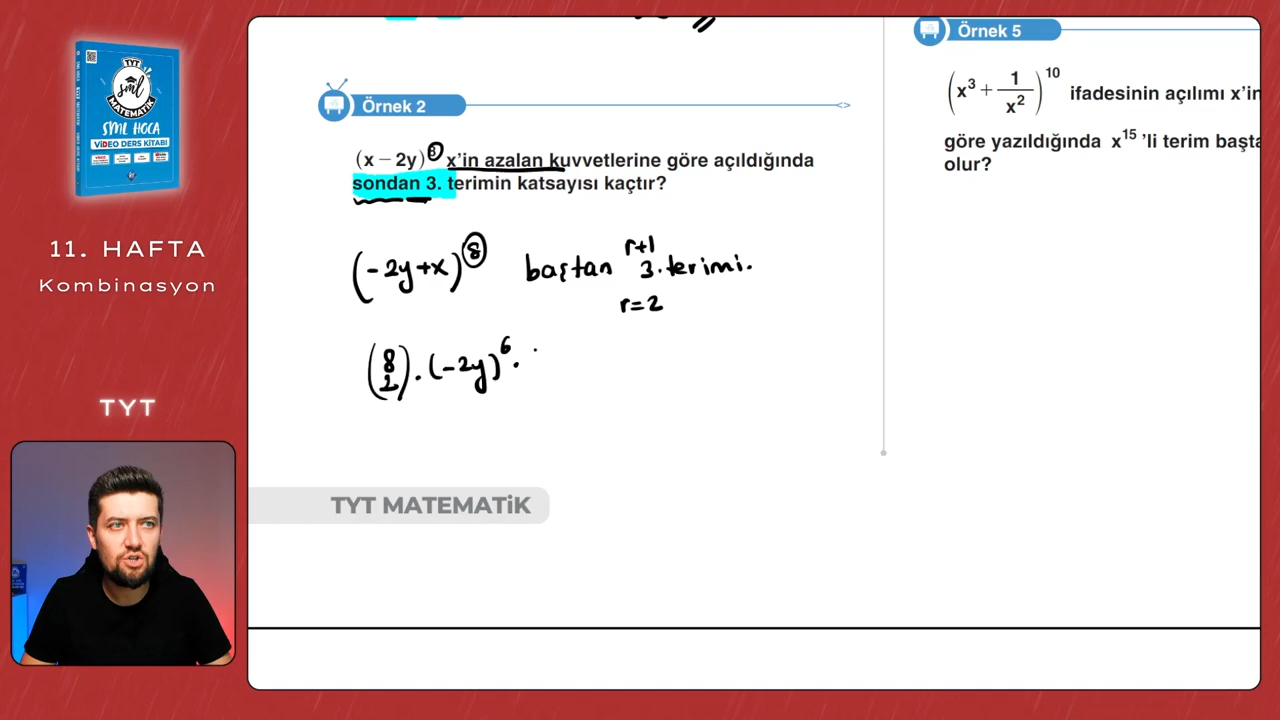 TYT
sml
MATEMATİK
SML HOCA
VİDEO DERS KİTABI
11. HAFTA
Kombinasyon
TYT
Örnek 2
(x – 2y)⁸ x'in azalan kuvvetlerine göre açıldığında
sondan 3. terimin katsayısı kaçtır?
(-2y+x)⁸ baştan 3. terimi.
r+1
r=2
(8 2) . (-2y)⁶ .
TYT MATEMATİK
Örnek 5
(x³ + 1/x²)¹⁰ ifadesinin açılımı x'in
göre yazıldığında x¹⁵ 'li terim başta
olur?